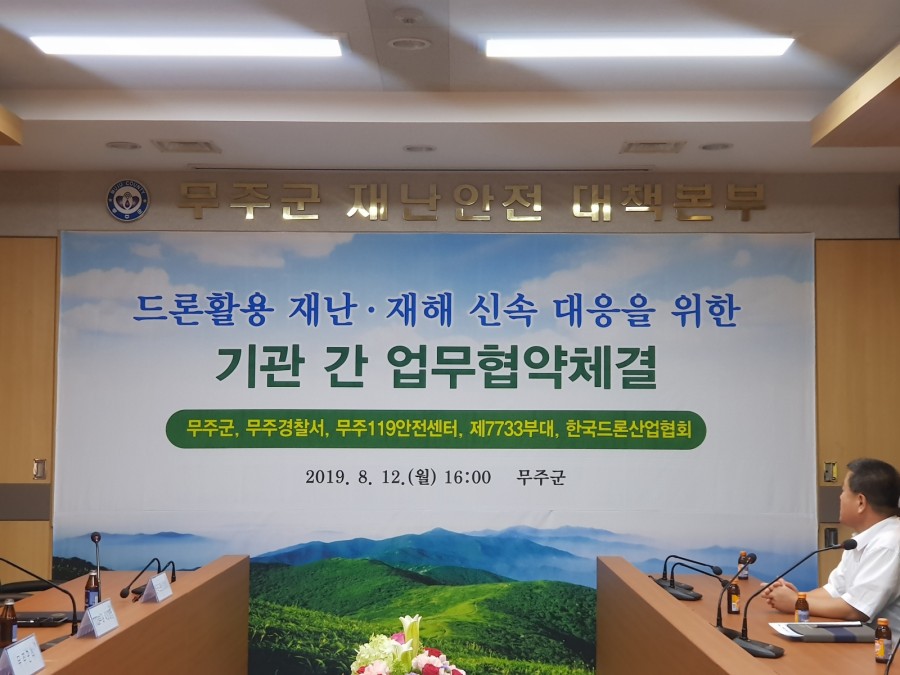 MUJU COUNTY
무주군 재난안전 대책본부
드론활용 재난·재해 신속 대응을 위한
기관 간 업무협약체결
무주군, 무주경찰서, 무주119안전센터, 제7733부대, 한국드론산업협회
2019. 8. 12.(월) 16:00 무주군